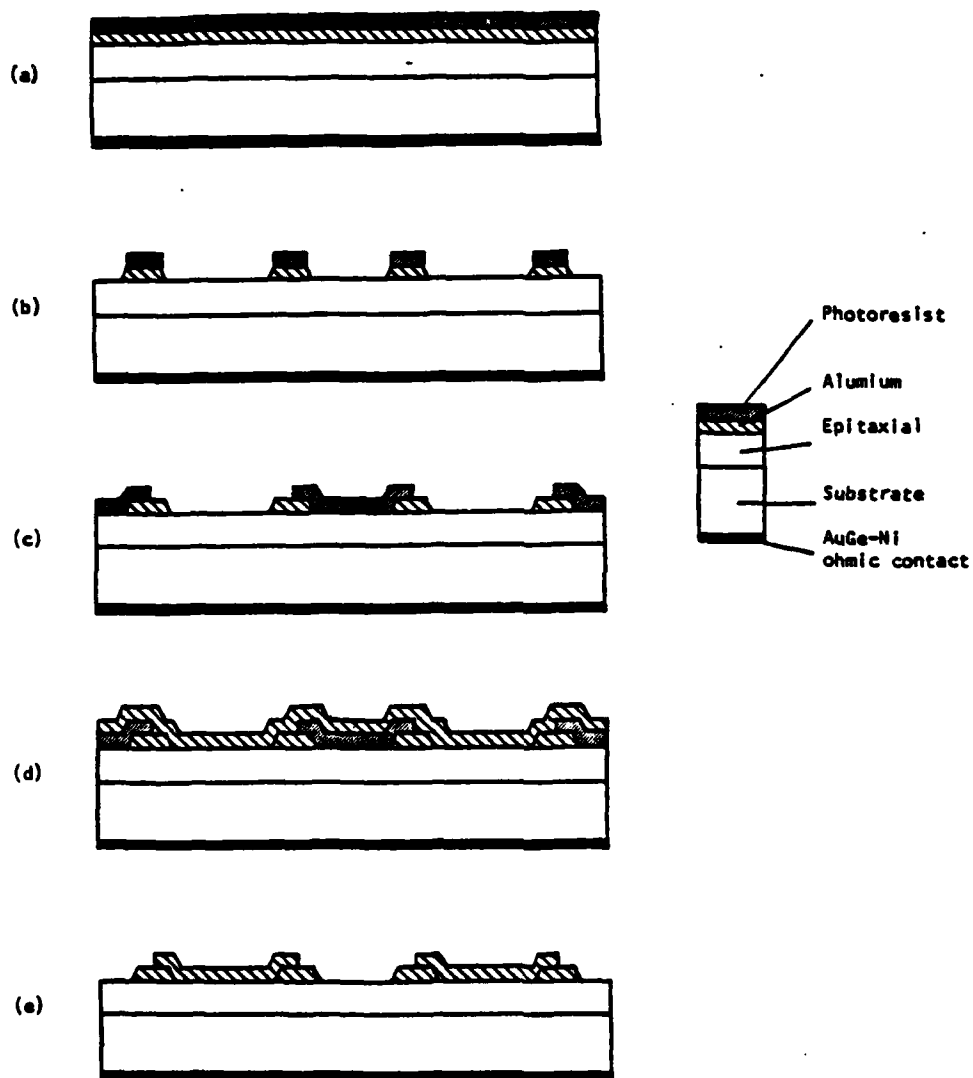 (a)
(b)
Photoresist
Alumium
Epitaxial
Substrate
AuGe-Ni
ohmic contact
(c)
(d)
(e)